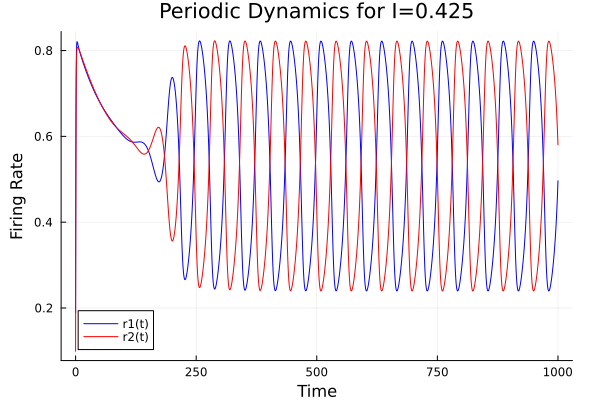 Periodic Dynamics for I=0.425
Firing Rate
0.8
0.6
0.4
0.2
r1(t)
r2(t)
0
250
500
750
1000
Time